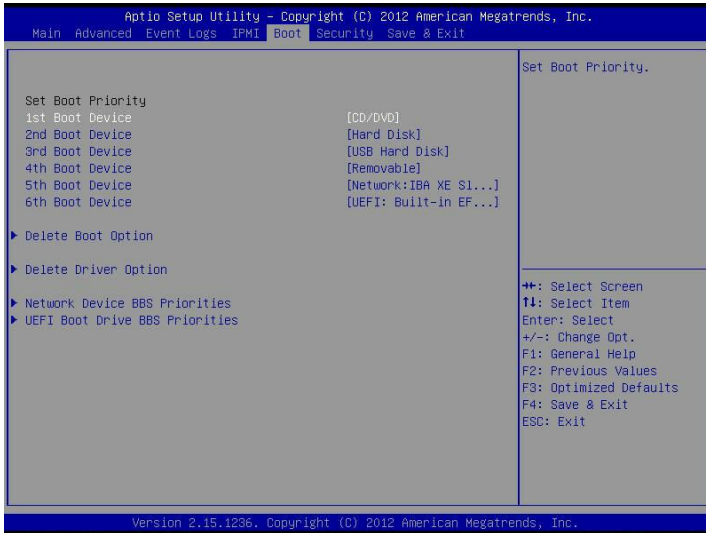 Aptio Setup Utility – Copyright (C) 2012 American Megatrends, Inc.
Main Advanced Event Logs IPMI Boot Security Save & Exit
Set Boot Priority.
Set Boot Priority
1st Boot Device [CD/DVD]
2nd Boot Device [Hard Disk]
3rd Boot Device [USB Hard Disk]
4th Boot Device [Removable]
5th Boot Device [Network:IBA XE Sl...]
6th Boot Device [UEFI: Built-in EF...]
▶ Delete Boot Option
▶ Delete Driver Option
▶ Network Device BBS Priorities
▶ UEFI Boot Drive BBS Priorities
→←: Select Screen
↑↓: Select Item
Enter: Select
+/-: Change Opt.
F1: General Help
F2: Previous Values
F3: Optimized Defaults
F4: Save & Exit
ESC: Exit
Version 2.15.1236. Copyright (C) 2012 American Megatrends, Inc.